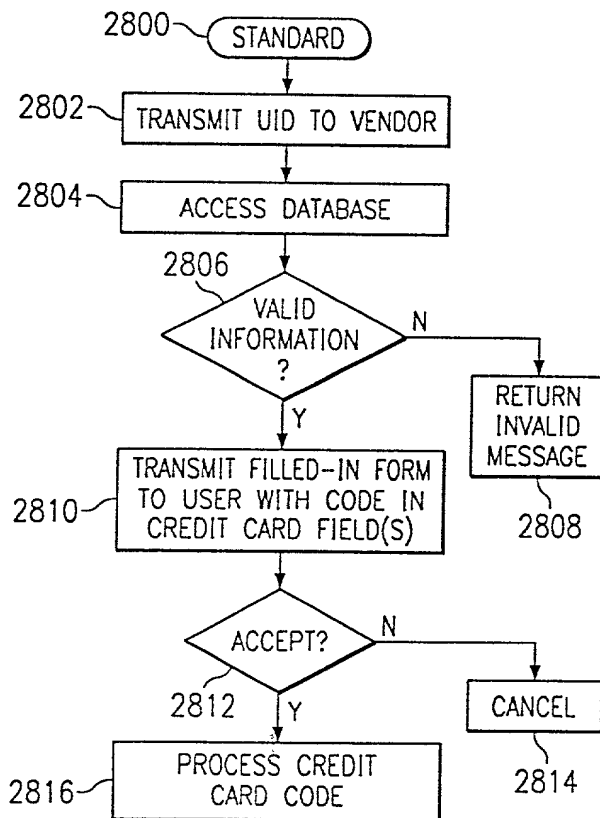 2800
STANDARD
2802
TRANSMIT UID TO VENDOR
2804
ACCESS DATABASE
2806
VALID
INFORMATION
?
N
Y
RETURN
INVALID
MESSAGE
2808
2810
TRANSMIT FILLED-IN FORM
TO USER WITH CODE IN
CREDIT CARD FIELD(S)
ACCEPT?
N
2812
Y
CANCEL
2814
2816
PROCESS CREDIT
CARD CODE